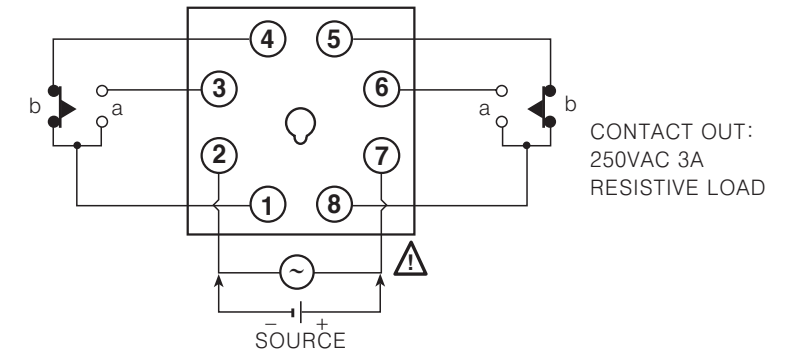 4 5
3 6
b a a b
2 7
CONTACT OUT:
250VAC 3A
RESISTIVE LOAD
1 8
~ !
− +
SOURCE